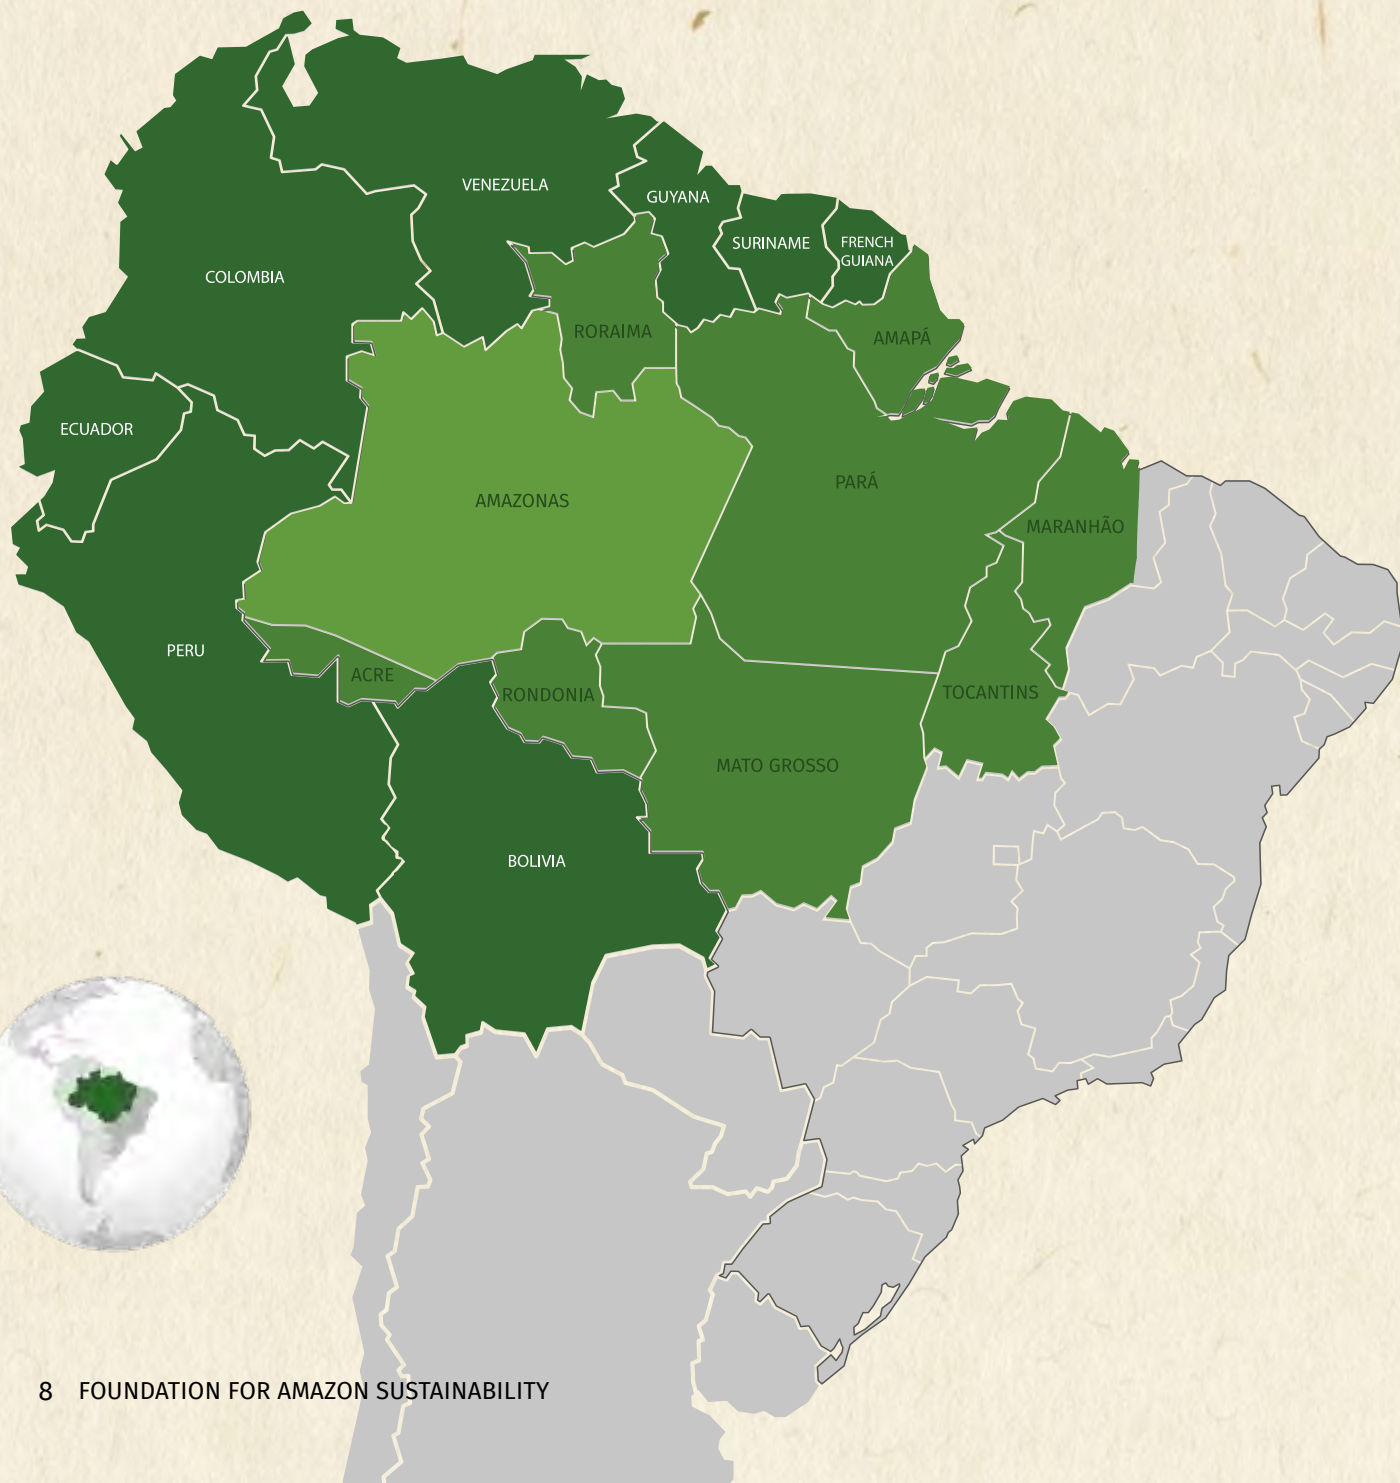 VENEZUELA
GUYANA
SURINAME
FRENCH
GUIANA
COLOMBIA
RORAIMA
AMAPÁ
ECUADOR
AMAZONAS
PARÁ
MARANHÃO
PERU
ACRE
RONDONIA
TOCANTINS
MATO GROSSO
BOLIVIA
8 FOUNDATION FOR AMAZON SUSTAINABILITY